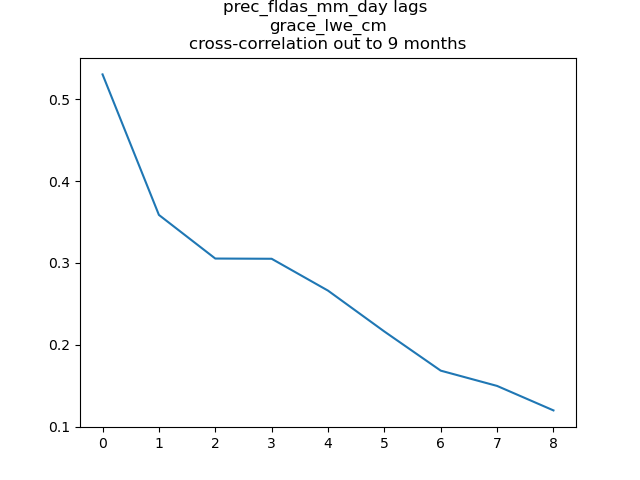 prec_fldas_mm_day lags
grace_lwe_cm
cross-correlation out to 9 months
0.5
0.4
0.3
0.2
0.1
0 1 2 3 4 5 6 7 8